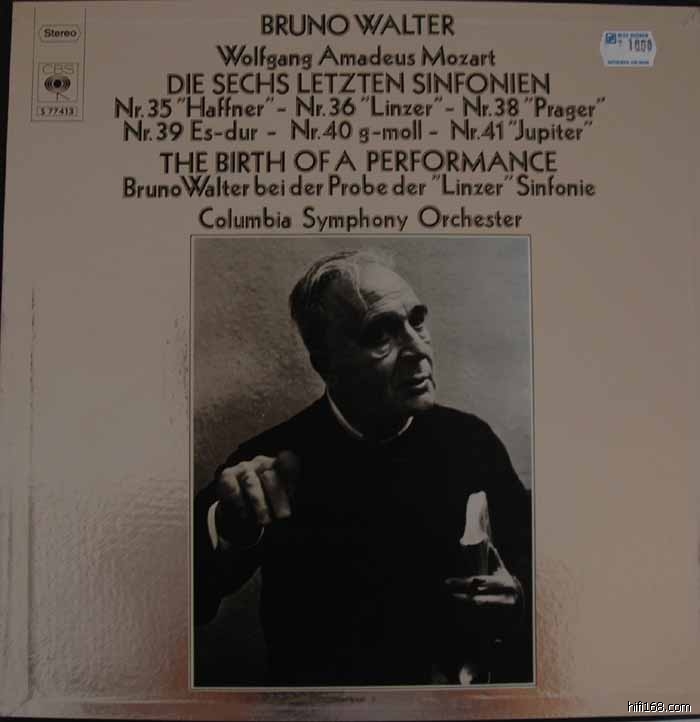 BRUNO WALTER
Stereo
Wolfgang Amadeus Mozart
DIE SECHS LETZTEN SINFONIEN
CBS
Nr. 35 "Haffner" - Nr. 36 "Linzer" - Nr. 38 "Prager"
S 77413
Nr. 39 Es-dur - Nr. 40 g-moll - Nr. 41 "Jupiter"
THE BIRTH OF A PERFORMANCE
Bruno Walter bei der Probe der "Linzer" Sinfonie
Columbia Symphony Orchester
hifi168.com